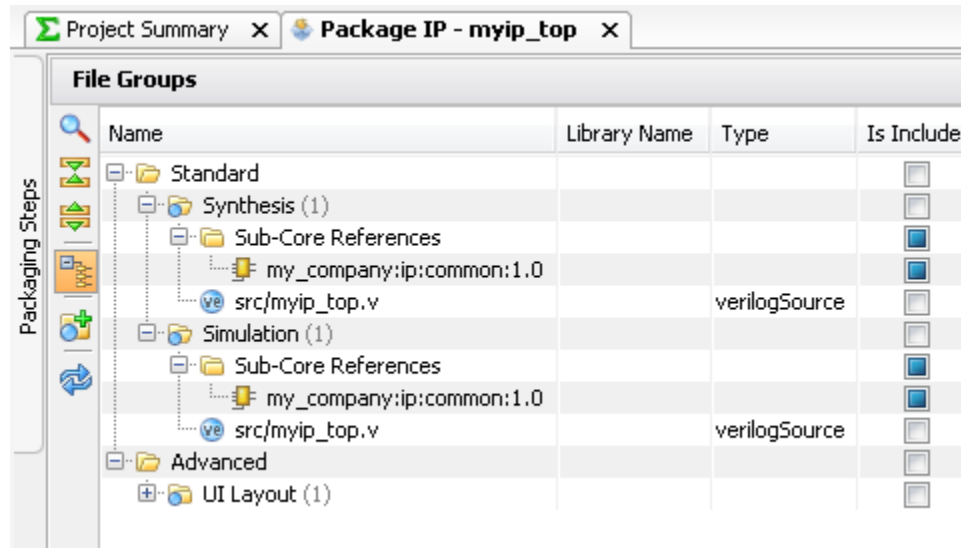 Project Summary X Package IP - myip_top X
File Groups
Packaging Steps
Name Library Name Type Is Include
Standard
Synthesis (1)
Sub-Core References
my_company:ip:common:1.0
ve src/myip_top.v verilogSource
Simulation (1)
Sub-Core References
my_company:ip:common:1.0
ve src/myip_top.v verilogSource
Advanced
UI Layout (1)